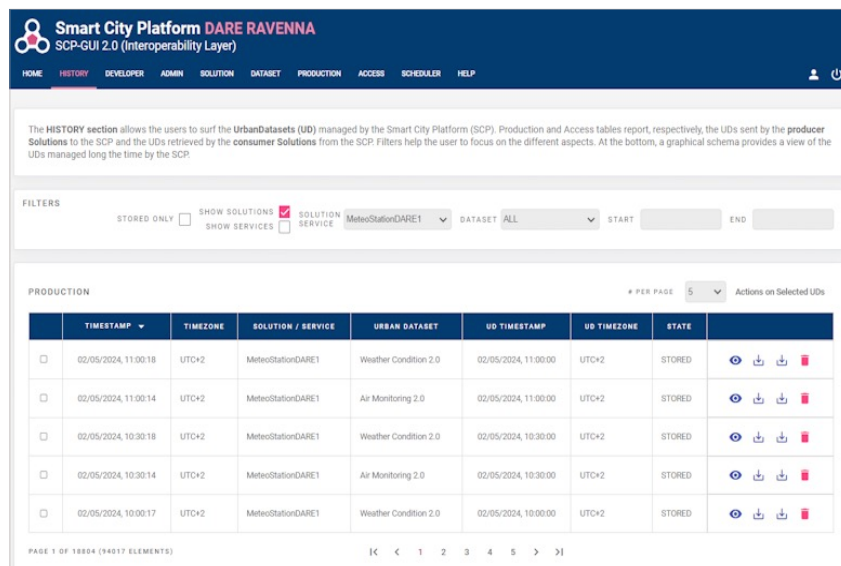 Smart City Platform DARE RAVENNA
SCP-GUI 2.0 (Interoperability Layer)
HOME HISTORY DEVELOPER ADMIN SOLUTION DATASET PRODUCTION ACCESS SCHEDULER HELP
The HISTORY section allows the users to surf the UrbanDatasets (UD) managed by the Smart City Platform (SCP). Production and Access tables report, respectively, the UDs sent by the producer
Solutions to the SCP and the UDs retrieved by the consumer Solutions from the SCP. Filters help the user to focus on the different aspects. At the bottom, a graphical schema provides a view of the
UDs managed long the time by the SCP.
FILTERS
STORED ONLY
SHOW SOLUTIONS
SHOW SERVICES
SOLUTION
SERVICE
MeteoStationDARE1
DATASET ALL
START
END
PRODUCTION
# PER PAGE 5 Actions on Selected UDs
TIMESTAMP TIMEZONE SOLUTION / SERVICE URBAN DATASET UD TIMESTAMP UD TIMEZONE STATE
02/05/2024, 11:00:18 UTC+2 MeteoStationDARE1 Weather Condition 2.0 02/05/2024, 11:00:00 UTC+2 STORED
02/05/2024, 11:00:14 UTC+2 MeteoStationDARE1 Air Monitoring 2.0 02/05/2024, 11:00:00 UTC+2 STORED
02/05/2024, 10:30:18 UTC+2 MeteoStationDARE1 Weather Condition 2.0 02/05/2024, 10:30:00 UTC+2 STORED
02/05/2024, 10:30:14 UTC+2 MeteoStationDARE1 Air Monitoring 2.0 02/05/2024, 10:30:00 UTC+2 STORED
02/05/2024, 10:00:17 UTC+2 MeteoStationDARE1 Weather Condition 2.0 02/05/2024, 10:00:00 UTC+2 STORED
PAGE 1 OF 18804 (94017 ELEMENTS) 1 2 3 4 5